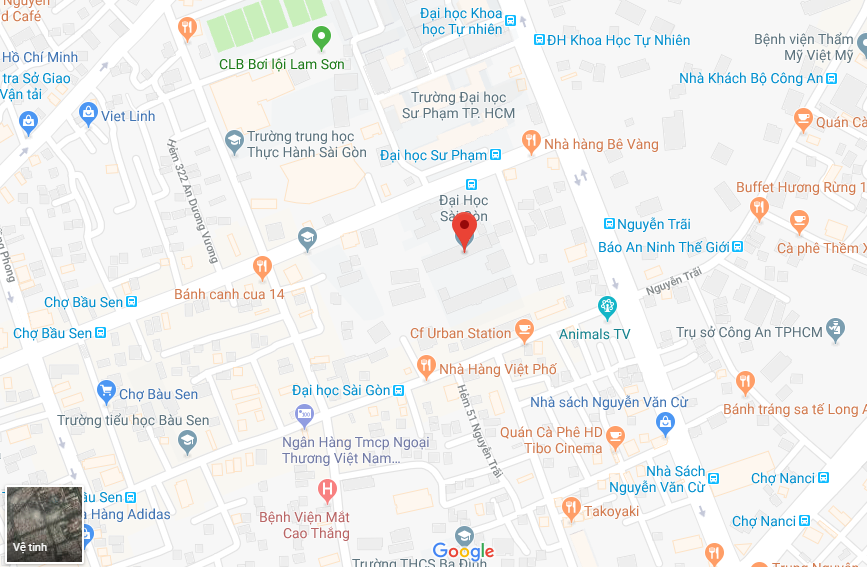 Nguyên
d Café
Đại học Khoa
học Tự nhiên
ĐH Khoa Học Tự Nhiên
Bệnh viện Thẩm
Mỹ Việt Mỹ
Hồ Chí Minh
tra Sở Giao
Vận tải
CLB Bơi lội Lam Sơn
Nhà Khách Bộ Công An
Viet Linh
Trường Đại học
Sư Phạm TP. HCM
Quán Cà
Trường trung học
Thực Hành Sài Gòn
Đại học Sư Phạm
Nhà hàng Bê Vàng
Hẻm 322 An Dương Vương
Đại Học
Sài Gòn
Buffet Hương Rừng 1
Nguyễn Trãi
Báo An Ninh Thế Giới
Cà phê Thềm X
ồng Phong
Nguyễn Trãi
Bánh canh cua 14
Chợ Bàu Sen
Chợ Bàu Sen
Cf Urban Station
Animals TV
Trụ sở Công An TPHCM
Nhà Hàng Việt Phố
Chợ Bàu Sen
Đại học Sài Gòn
Hẻm 51 Nguyễn Trãi
Nhà sách Nguyễn Văn Cừ
Bánh tráng sa tế Long A
Trường tiểu học Bàu Sen
Ngân Hàng Tmcp Ngoại
Thương Việt Nam...
Quán Cà Phê HD
Tibo Cinema
Nhà Sách
Nguyễn Văn Cừ
Chợ Nanci
àu Sen
Hàng Adidas
Bệnh Viện Mắt
Cao Thắng
Takoyaki
Chợ Nanci
Vệ tinh
Google
Trường THCS Ba Đình
Trung Nguyên